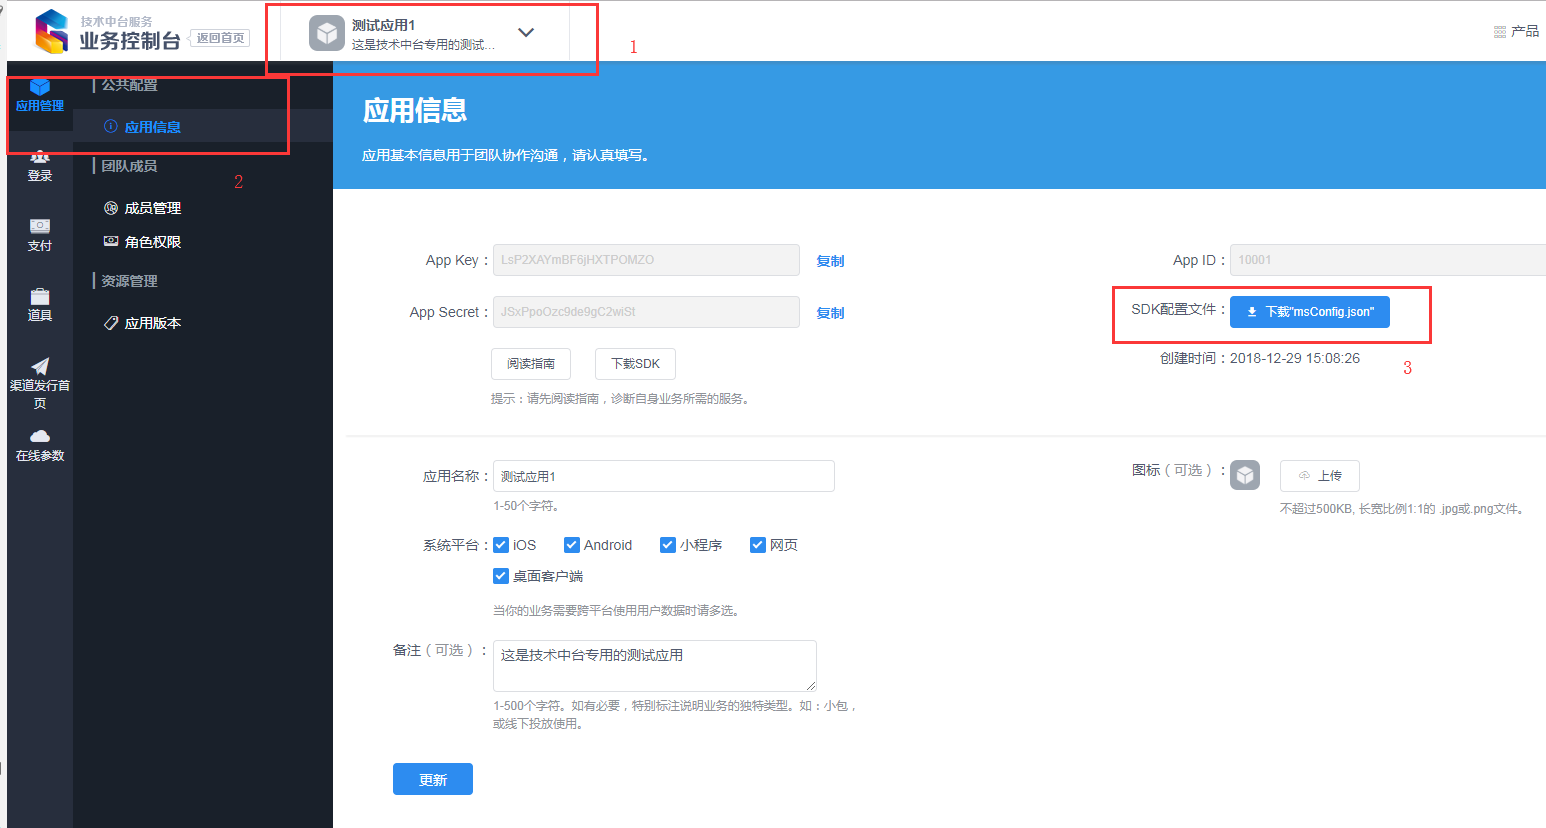 技术中台服务
业务控制台
返回首页
测试应用1
这是技术中台专用的测试...
1
产品
应用管理
登录
支付
道具
渠道发行首
页
在线参数
公共配置
应用信息
团队成员
2
成员管理
角色权限
资源管理
应用版本
应用信息
应用基本信息用于团队协作沟通，请认真填写。
App Key：
LsP2XAYmBF6jHXTPOMZO
复制
App ID：
10001
App Secret：
JSxPpoOzc9de9gC2wiSt
复制
SDK配置文件：
下载"msConfig.json"
阅读指南
下载SDK
创建时间：2018-12-29 15:08:26
3
提示：请先阅读指南，诊断自身业务所需的服务。
应用名称：
测试应用1
1-50个字符。
图标（可选）：
上传
不超过500KB, 长宽比例1:1的 .jpg或.png文件。
系统平台：
iOS
Android
小程序
网页
桌面客户端
当你的业务需要跨平台使用用户数据时请多选。
备注（可选）：
这是技术中台专用的测试应用
1-500个字符。如有必要，特别标注说明业务的独特类型。如：小包，
或线下投放使用。
更新